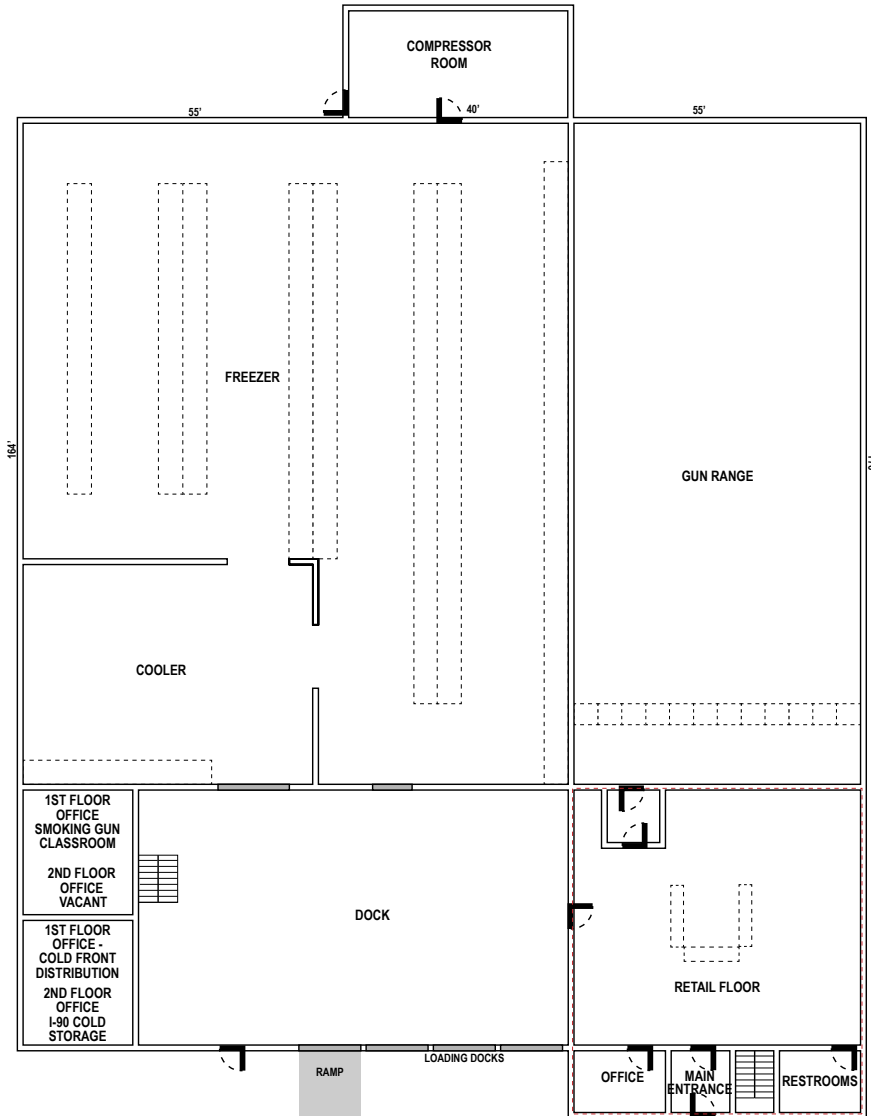 COMPRESSOR
ROOM
55'
40'
55'
FREEZER
164'
GUN RANGE
COOLER
1ST FLOOR
OFFICE
SMOKING GUN
CLASSROOM
2ND FLOOR
OFFICE
VACANT
DOCK
1ST FLOOR
OFFICE -
COLD FRONT
DISTRIBUTION
2ND FLOOR
OFFICE
I-90 COLD
STORAGE
RETAIL FLOOR
LOADING DOCKS
RAMP
OFFICE
MAIN
ENTRANCE
RESTROOMS